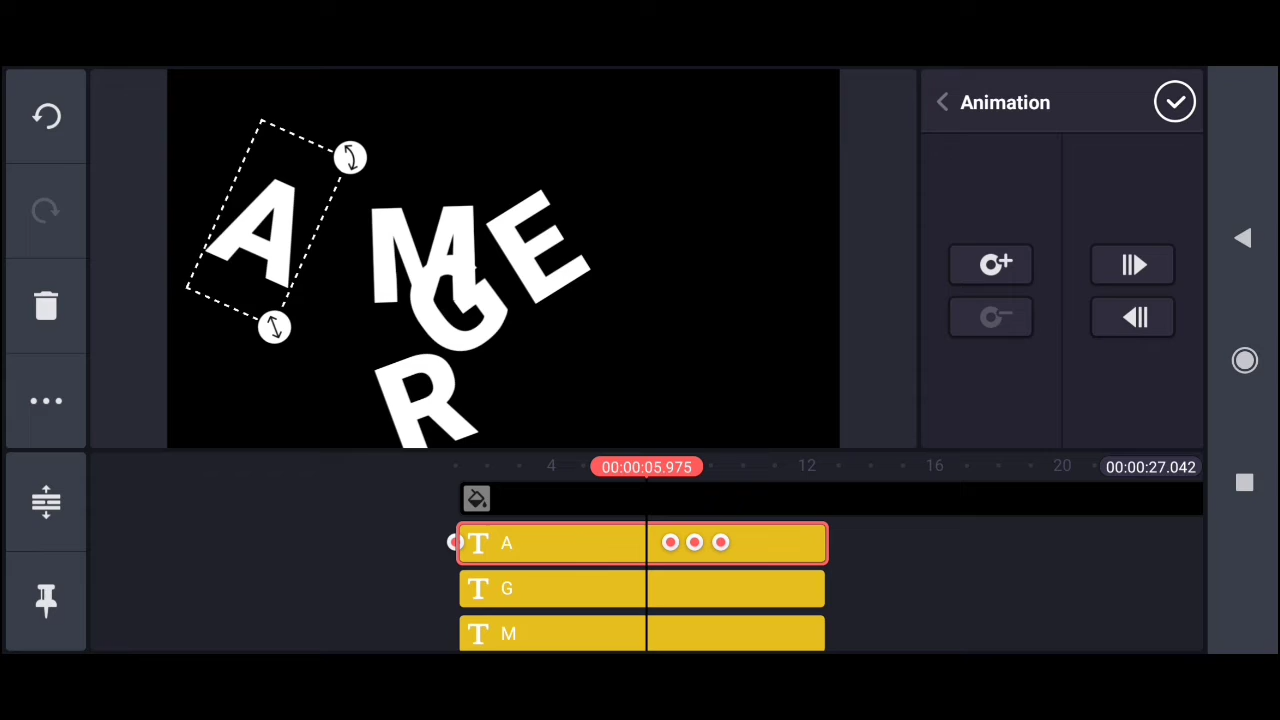 Animation
A
M
A
E
G
R
4
00:00:05.975
12
16
20
00:00:27.042
T A
T G
T M